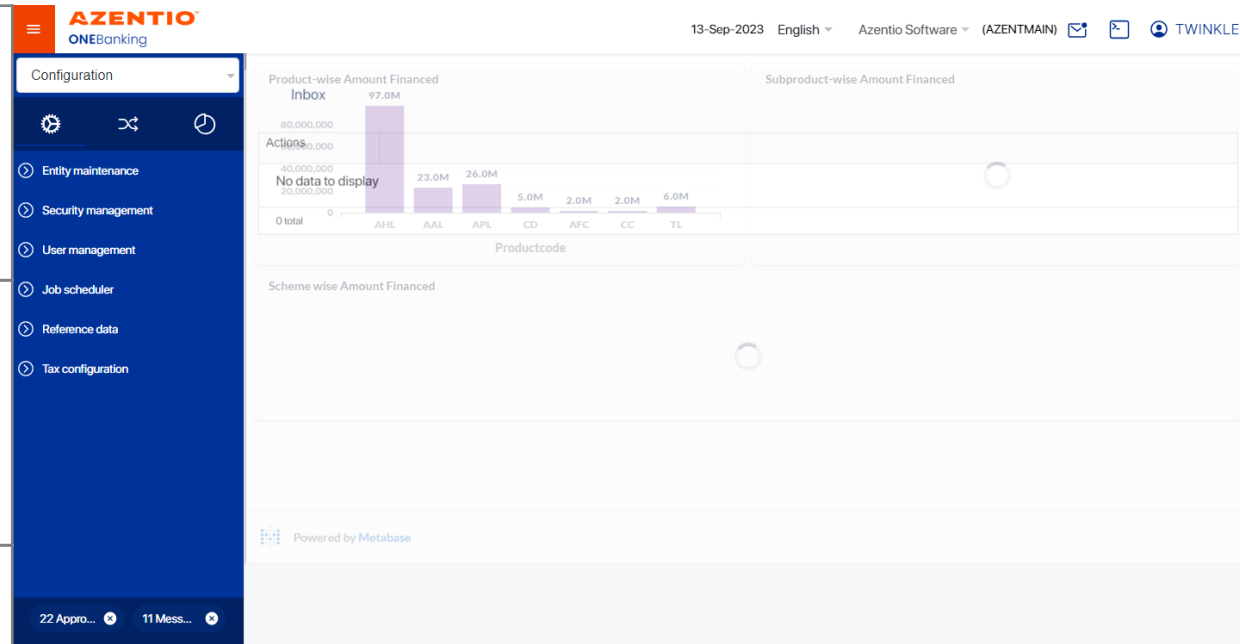 AZENTIO
ONEBanking
13-Sep-2023 English Azentio Software (AZENTMAIN) TWINKLE
Configuration
Entity maintenance
Security management
User management
Job scheduler
Reference data
Tax configuration
22 Appro...
11 Mess...
Product-wise Amount Financed
Subproduct-wise Amount Financed
Inbox
97.0M
80,000,000
Actions
60,000,000
40,000,000
No data to display
23.0M 26.0M
20,000,000
5.0M 2.0M 2.0M 6.0M
0 total
0
AHL AAL APL CD AFC CC TL
Productcode
Scheme wise Amount Financed
Powered by Metabase